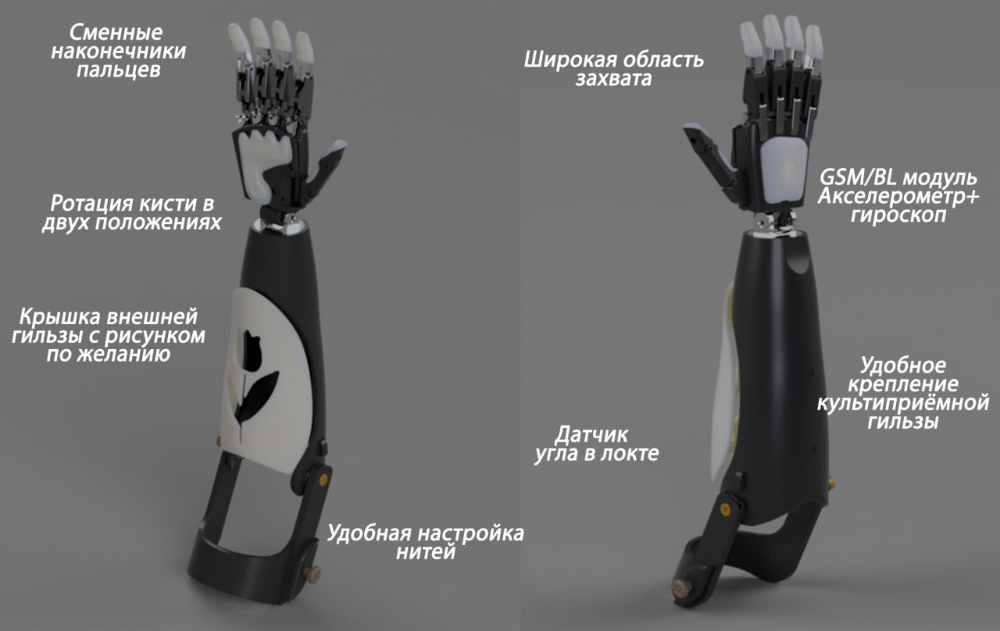 Сменные
наконечники
пальцев
Ротация кисти в
двух положениях
Крышка внешней
гильзы с рисунком
по желанию
Удобная настройка
нитей
Широкая область
захвата
GSM/BL модуль
Акселерометр+
гироскоп
Удобное
крепление
культиприёмной
гильзы
Датчик
угла в локте